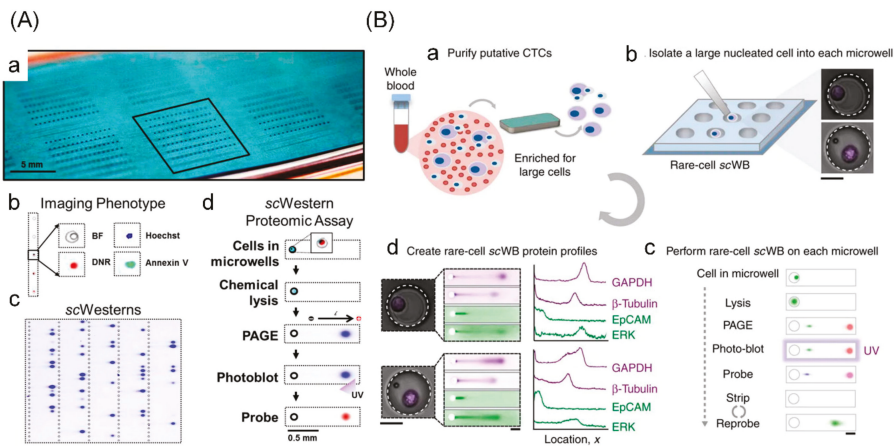 (A)
a
5 mm
b Imaging Phenotype
BF
Hoechst
DNR
Annexin V
c
scWesterns
d scWestern
Proteomic Assay
Cells in
microwells
Chemical
lysis
PAGE
Photoblot
UV
Probe
0.5 mm
(B)
a Purify putative CTCs
Whole
blood
Enriched for
large cells
b Isolate a large nucleated cell into each microwell
Rare-cell scWB
d Create rare-cell scWB protein profiles
GAPDH
β-Tubulin
EpCAM
ERK
GAPDH
β-Tubulin
EpCAM
ERK
Location, x
c Perform rare-cell scWB on each microwell
Cell in microwell
Lysis
PAGE
Photo-blot
UV
Probe
Strip
Reprobe